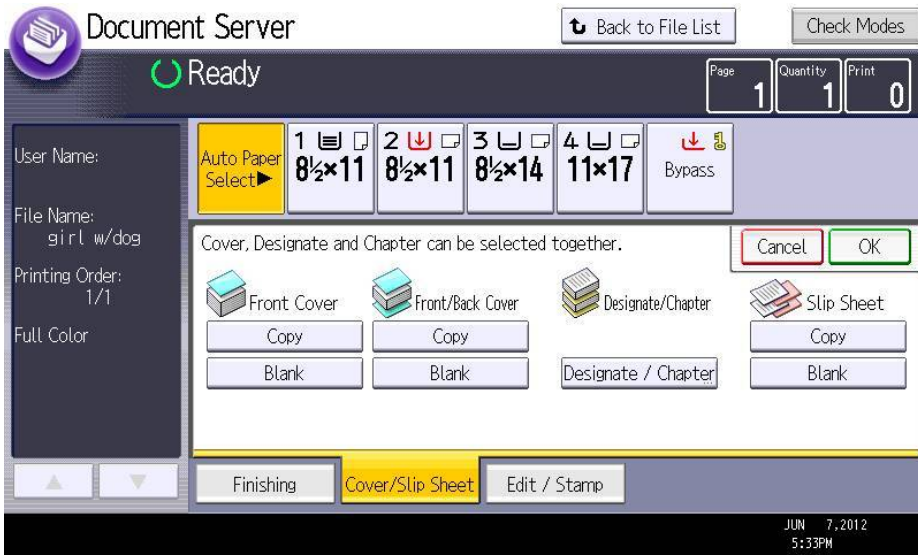 Document Server
Back to File List
Check Modes
Ready
Page
1
Quantity
1
Print
0
User Name:
File Name:
girl w/dog
Printing Order:
1/1
Full Color
Auto Paper
Select▶
1
8½×11
2
8½×11
3
8½×14
4
11×17
Bypass
Cover, Designate and Chapter can be selected together.
Cancel
OK
Front Cover
Copy
Blank
Front/Back Cover
Copy
Blank
Designate/Chapter
Designate / Chapter
Slip Sheet
Copy
Blank
Finishing
Cover/Slip Sheet
Edit / Stamp
JUN 7,2012
5:33PM